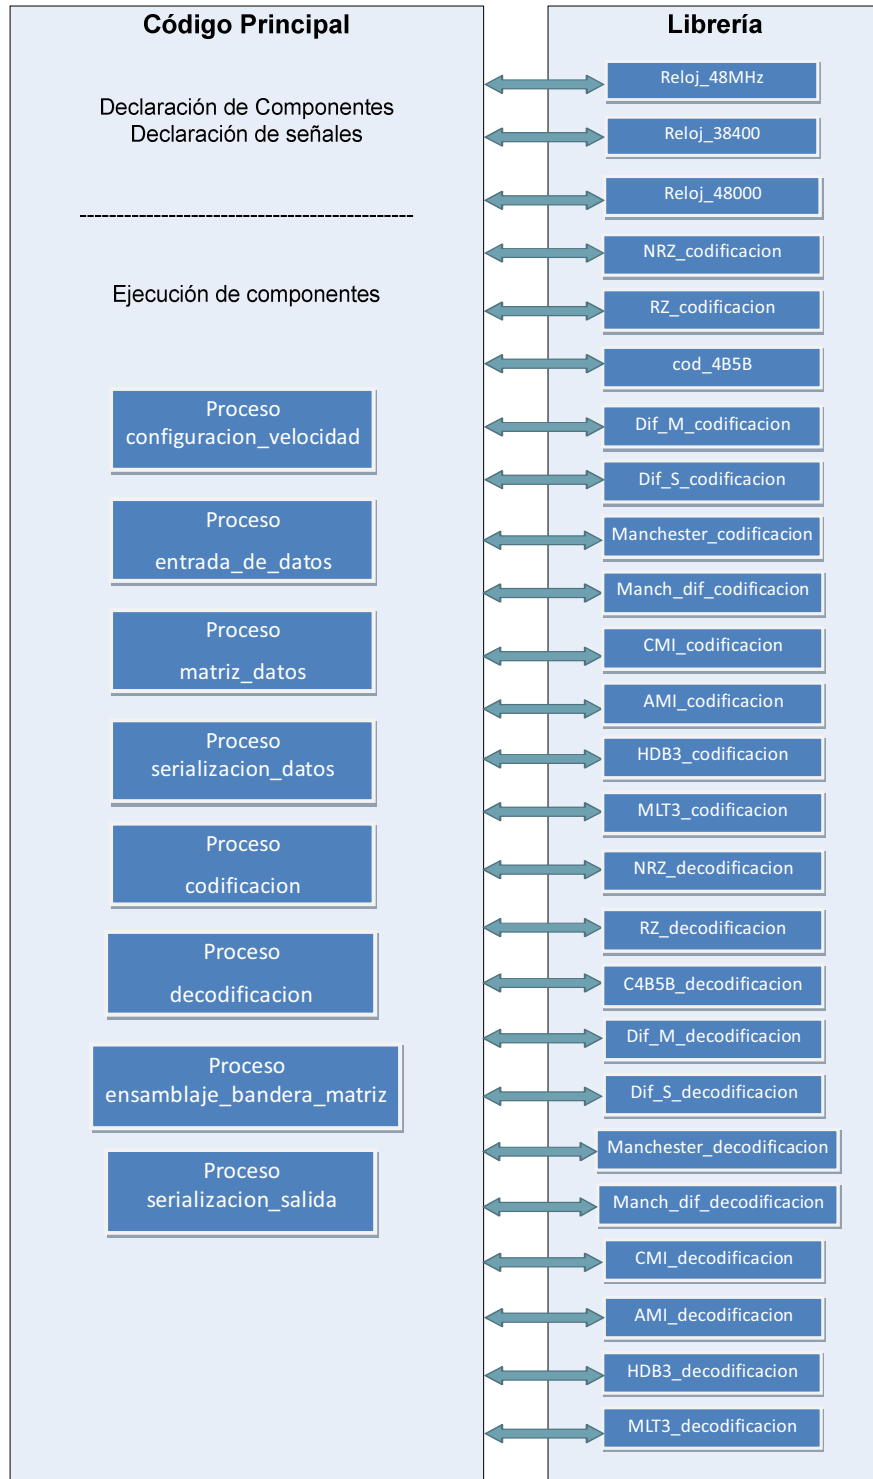 Código Principal
Declaración de Componentes
Declaración de señales
----------------------------------------------
Ejecución de componentes
Proceso
configuracion_velocidad
Proceso
entrada_de_datos
Proceso
matriz_datos
Proceso
serializacion_datos
Proceso
codificacion
Proceso
decodificacion
Proceso
ensamblaje_bandera_matriz
Proceso
serializacion_salida
Librería
Reloj_48MHz
Reloj_38400
Reloj_48000
NRZ_codificacion
RZ_codificacion
cod_4B5B
Dif_M_codificacion
Dif_S_codificacion
Manchester_codificacion
Manch_dif_codificacion
CMI_codificacion
AMI_codificacion
HDB3_codificacion
MLT3_codificacion
NRZ_decodificacion
RZ_decodificacion
C4B5B_decodificacion
Dif_M_decodificacion
Dif_S_decodificacion
Manchester_decodificacion
Manch_dif_decodificacion
CMI_decodificacion
AMI_decodificacion
HDB3_decodificacion
MLT3_decodificacion